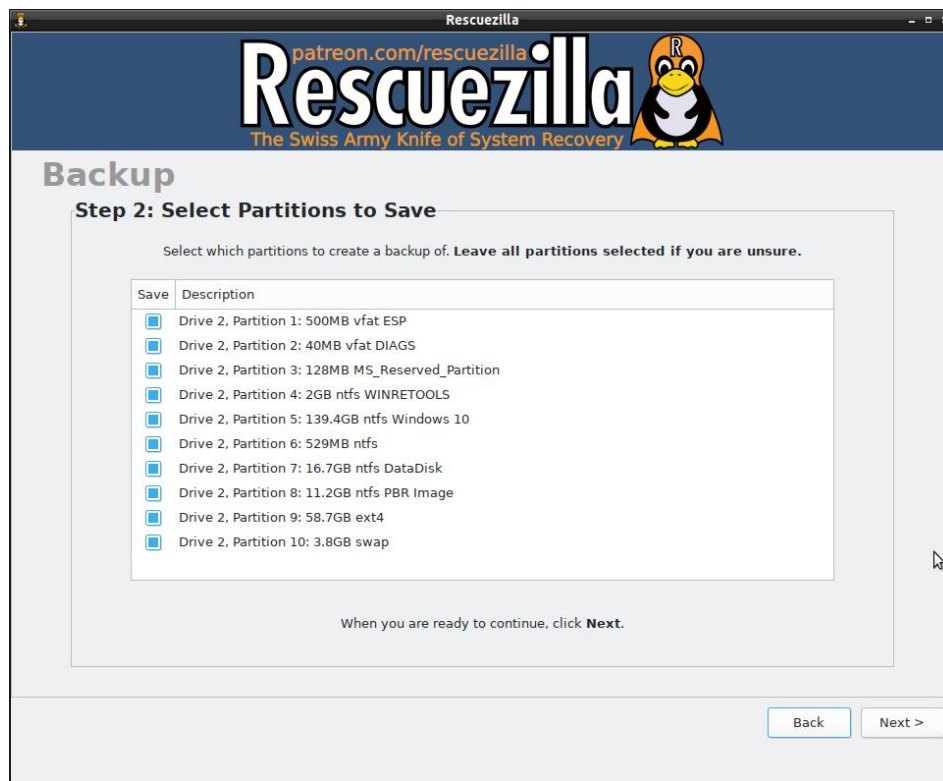 Rescuezilla
patreon.com/rescuezilla
R
Rescuezilla
The Swiss Army Knife of System Recovery
Backup
Step 2: Select Partitions to Save
Select which partitions to create a backup of. Leave all partitions selected if you are unsure.
Save Description
Drive 2, Partition 1: 500MB vfat ESP
Drive 2, Partition 2: 40MB vfat DIAGS
Drive 2, Partition 3: 128MB MS_Reserved_Partition
Drive 2, Partition 4: 2GB ntfs WINRETOOLS
Drive 2, Partition 5: 139.4GB ntfs Windows 10
Drive 2, Partition 6: 529MB ntfs
Drive 2, Partition 7: 16.7GB ntfs DataDisk
Drive 2, Partition 8: 11.2GB ntfs PBR Image
Drive 2, Partition 9: 58.7GB ext4
Drive 2, Partition 10: 3.8GB swap
When you are ready to continue, click Next.
Back Next >